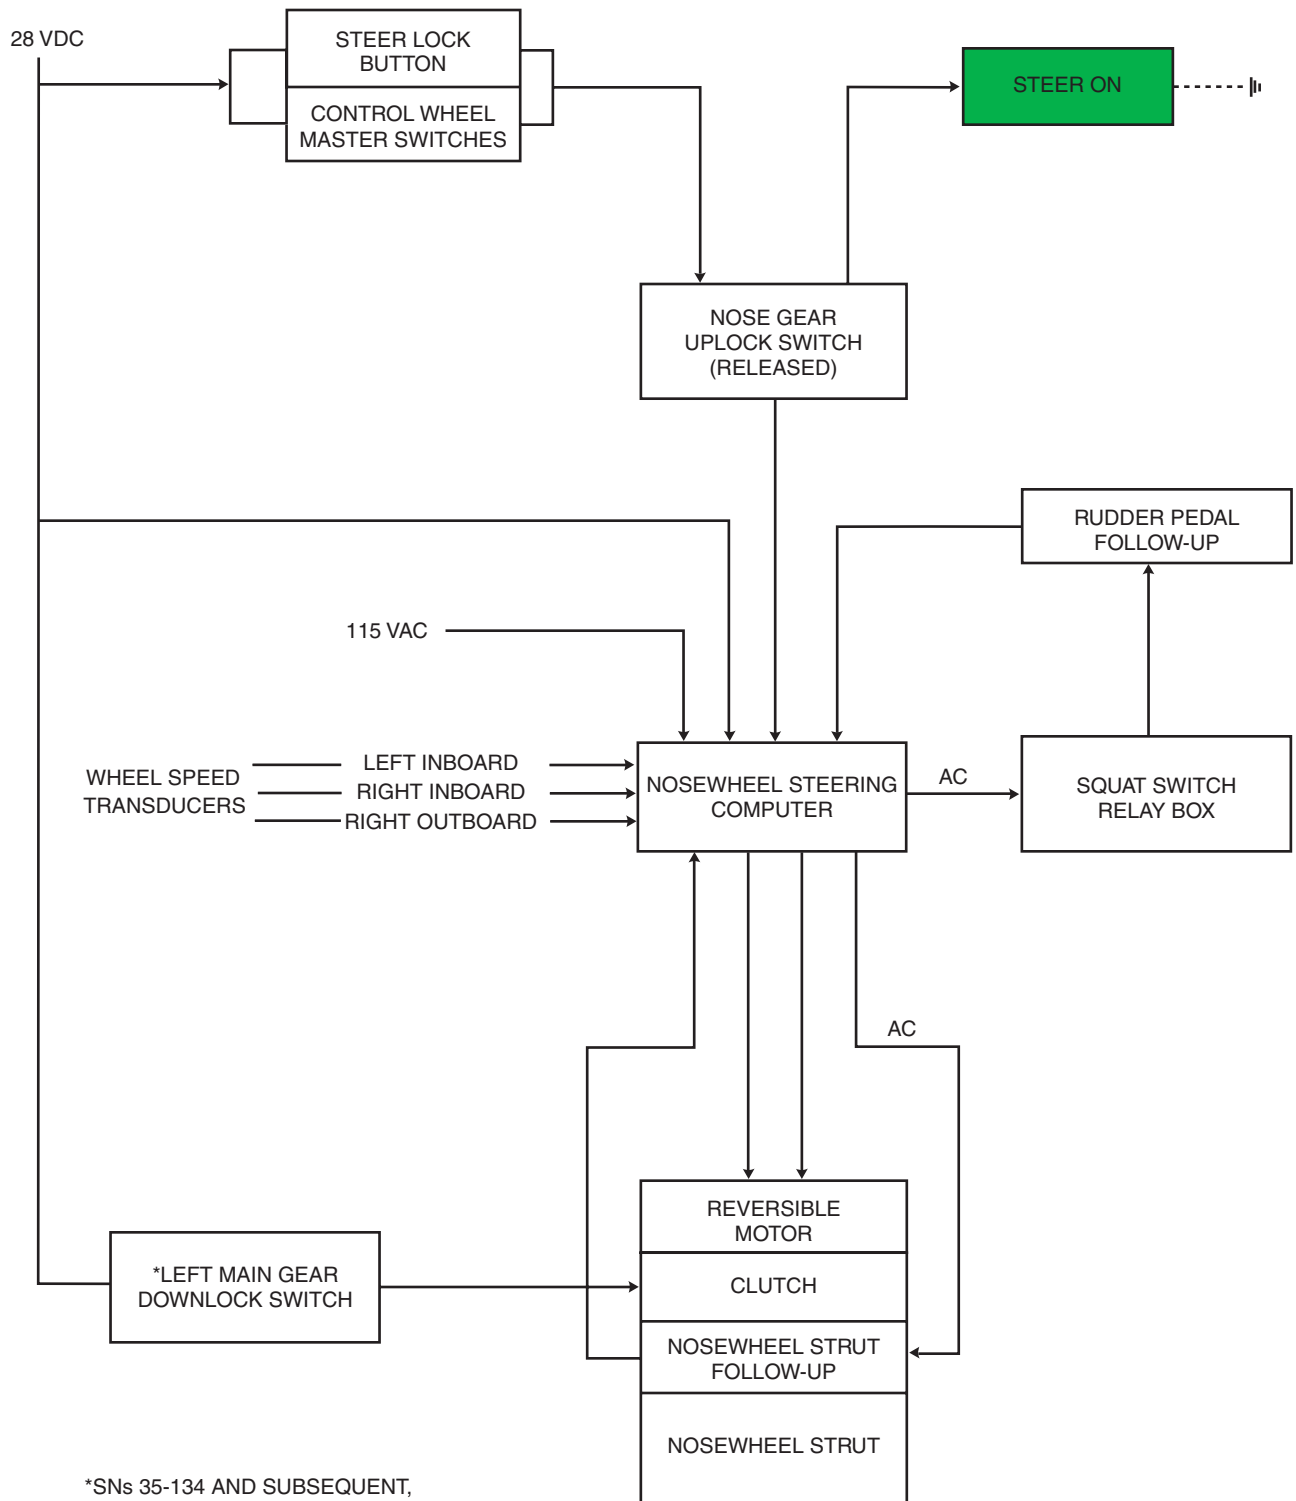 28 VDC
STEER LOCK
BUTTON
CONTROL WHEEL
MASTER SWITCHES
STEER ON
NOSE GEAR
UPLOCK SWITCH
(RELEASED)
RUDDER PEDAL
FOLLOW-UP
115 VAC
WHEEL SPEED
TRANSDUCERS
LEFT INBOARD
RIGHT INBOARD
RIGHT OUTBOARD
NOSEWHEEL STEERING
COMPUTER
AC
SQUAT SWITCH
RELAY BOX
AC
REVERSIBLE
MOTOR
*LEFT MAIN GEAR
DOWNLOCK SWITCH
CLUTCH
NOSEWHEEL STRUT
FOLLOW-UP
NOSEWHEEL STRUT
*SNs 35-134 AND SUBSEQUENT,